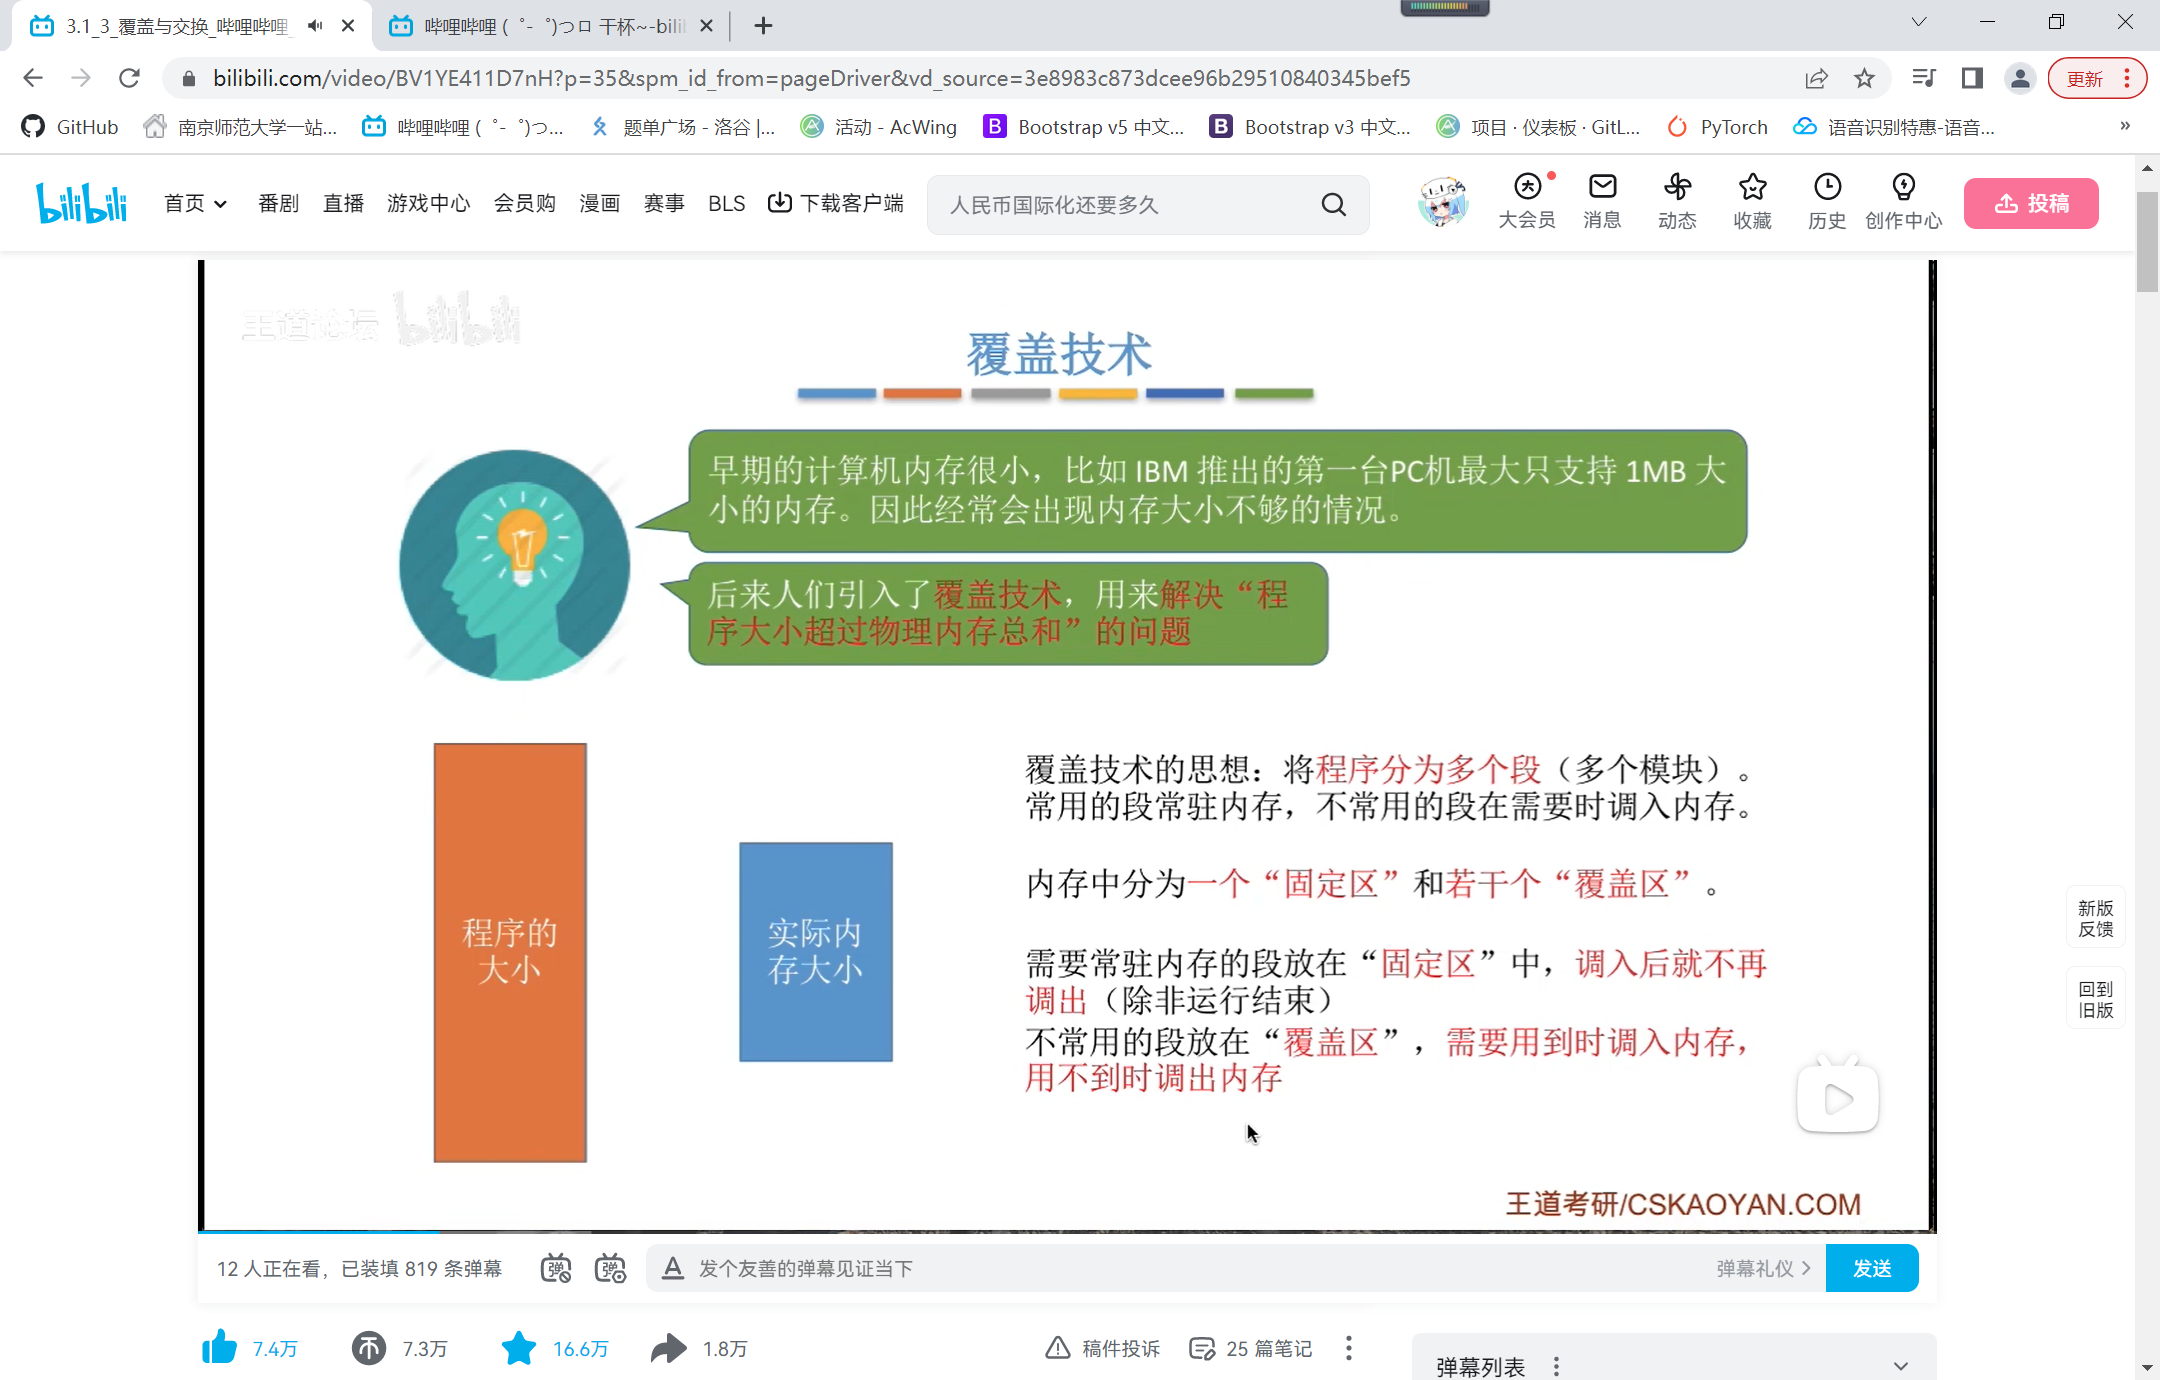 3.1_3_覆盖与交换_哔哩哔哩_
哔哩哔哩 (゜-゜)つロ 干杯~-bili
bilibili.com/video/BV1YE411D7nH?p=35&spm_id_from=pageDriver&vd_source=3e8983c873dcee96b29510840345bef5
更新
GitHub
南京师范大学一站...
哔哩哔哩 (゜-゜)つ...
题单广场 - 洛谷 |...
活动 - AcWing
Bootstrap v5 中文...
Bootstrap v3 中文...
项目 · 仪表板 · GitL...
PyTorch
语音识别特惠-语音...
»
bilibili
首页
番剧
直播
游戏中心
会员购
漫画
赛事
BLS
下载客户端
人民币国际化还要多久
大会员
消息
动态
收藏
历史
创作中心
投稿
王道论坛 bilibili
覆盖技术
早期的计算机内存很小，比如 IBM 推出的第一台PC机最大只支持 1MB 大
小的内存。因此经常会出现内存大小不够的情况。
后来人们引入了覆盖技术，用来解决“程
序大小超过物理内存总和”的问题
程序的
大小
实际内
存大小
覆盖技术的思想：将程序分为多个段（多个模块）。
常用的段常驻内存，不常用的段在需要时调入内存。
内存中分为一个“固定区”和若干个“覆盖区”。
需要常驻内存的段放在“固定区”中，调入后就不再
调出（除非运行结束）
不常用的段放在“覆盖区”，需要用到时调入内存，
用不到时调出内存
王道考研/CSKAOYAN.COM
新版
反馈
回到
旧版
12 人正在看，已装填 819 条弹幕
发个友善的弹幕见证当下
弹幕礼仪 >
发送
7.4万
7.3万
16.6万
1.8万
稿件投诉
25 篇笔记
弹幕列表